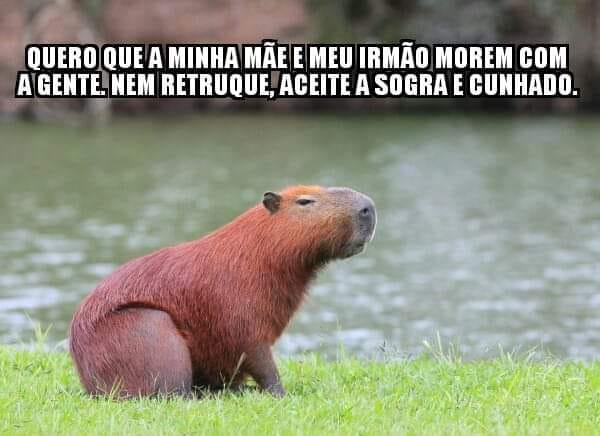 QUERO QUE A MINHA MÃE E MEU IRMÃO MOREM COM
A GENTE. NEM RETRUQUE, ACEITE A SOGRA E CUNHADO.